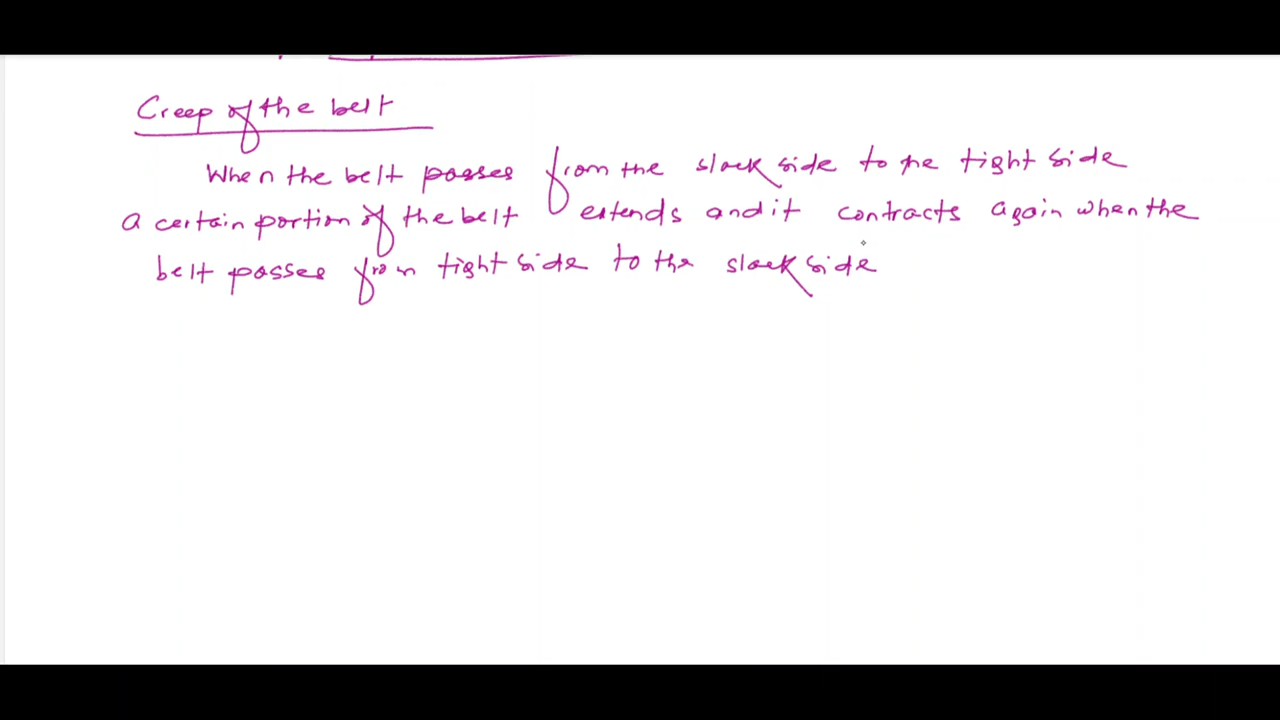 Creep of the belt
When the belt passes from the slack side to the tight side
a certain portion of the belt extends and it contracts again when the
belt passes from tight side to the slack side